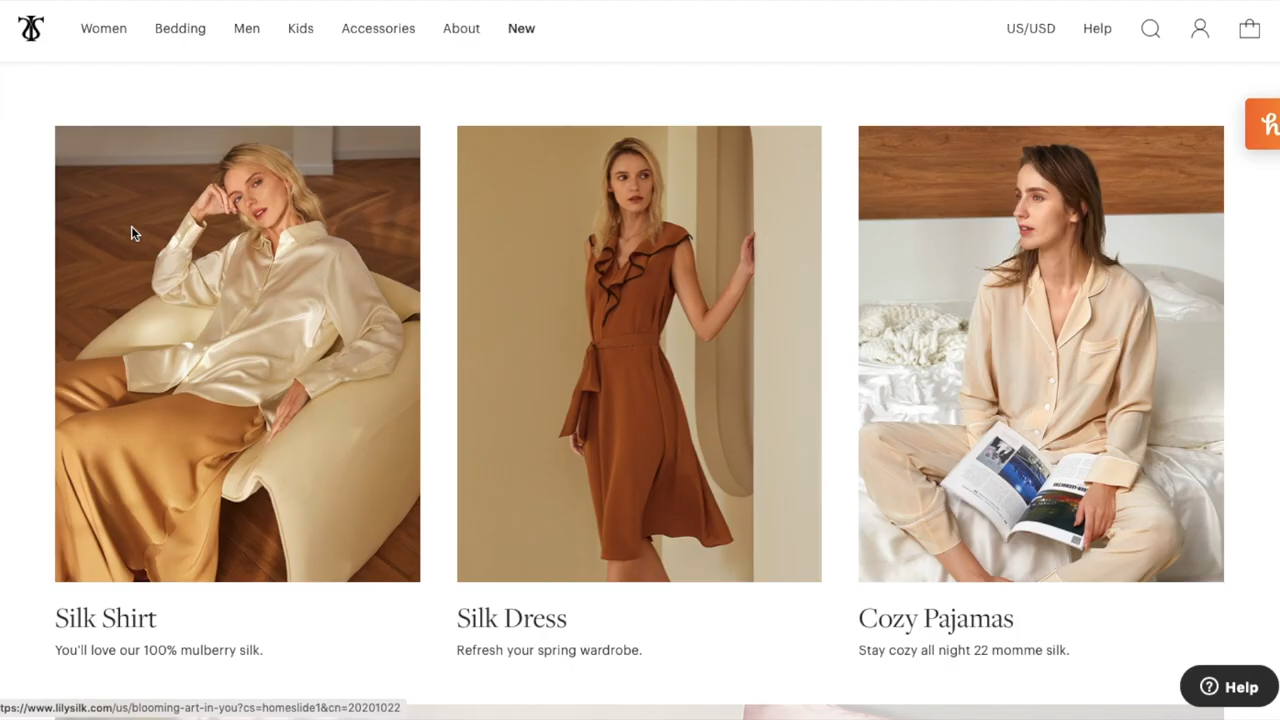 Women Bedding Men Kids Accessories About New US/USD Help
Silk Shirt
You'll love our 100% mulberry silk.
Silk Dress
Refresh your spring wardrobe.
Cozy Pajamas
Stay cozy all night 22 momme silk.
Help
tps://www.lilysilk.com/us/blooming-art-in-you?cs=homeslide1&cn=20201022